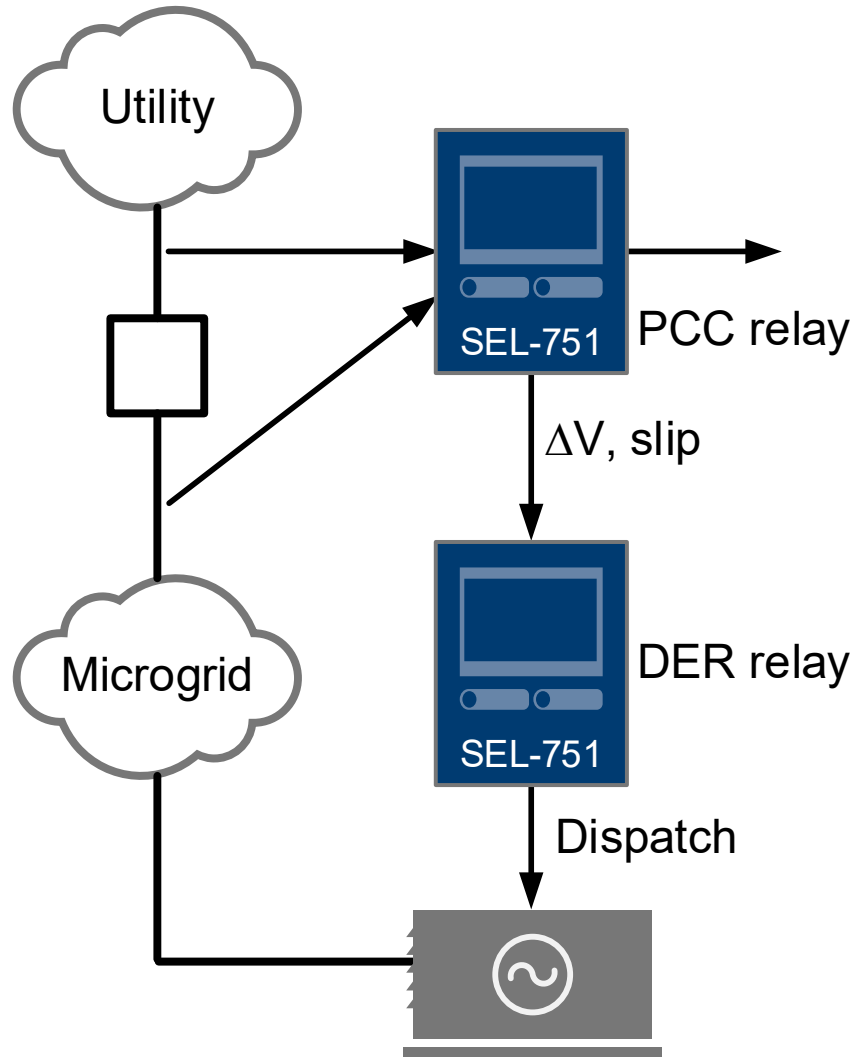 Utility
SEL-751
PCC relay
ΔV, slip
Microgrid
DER relay
SEL-751
Dispatch